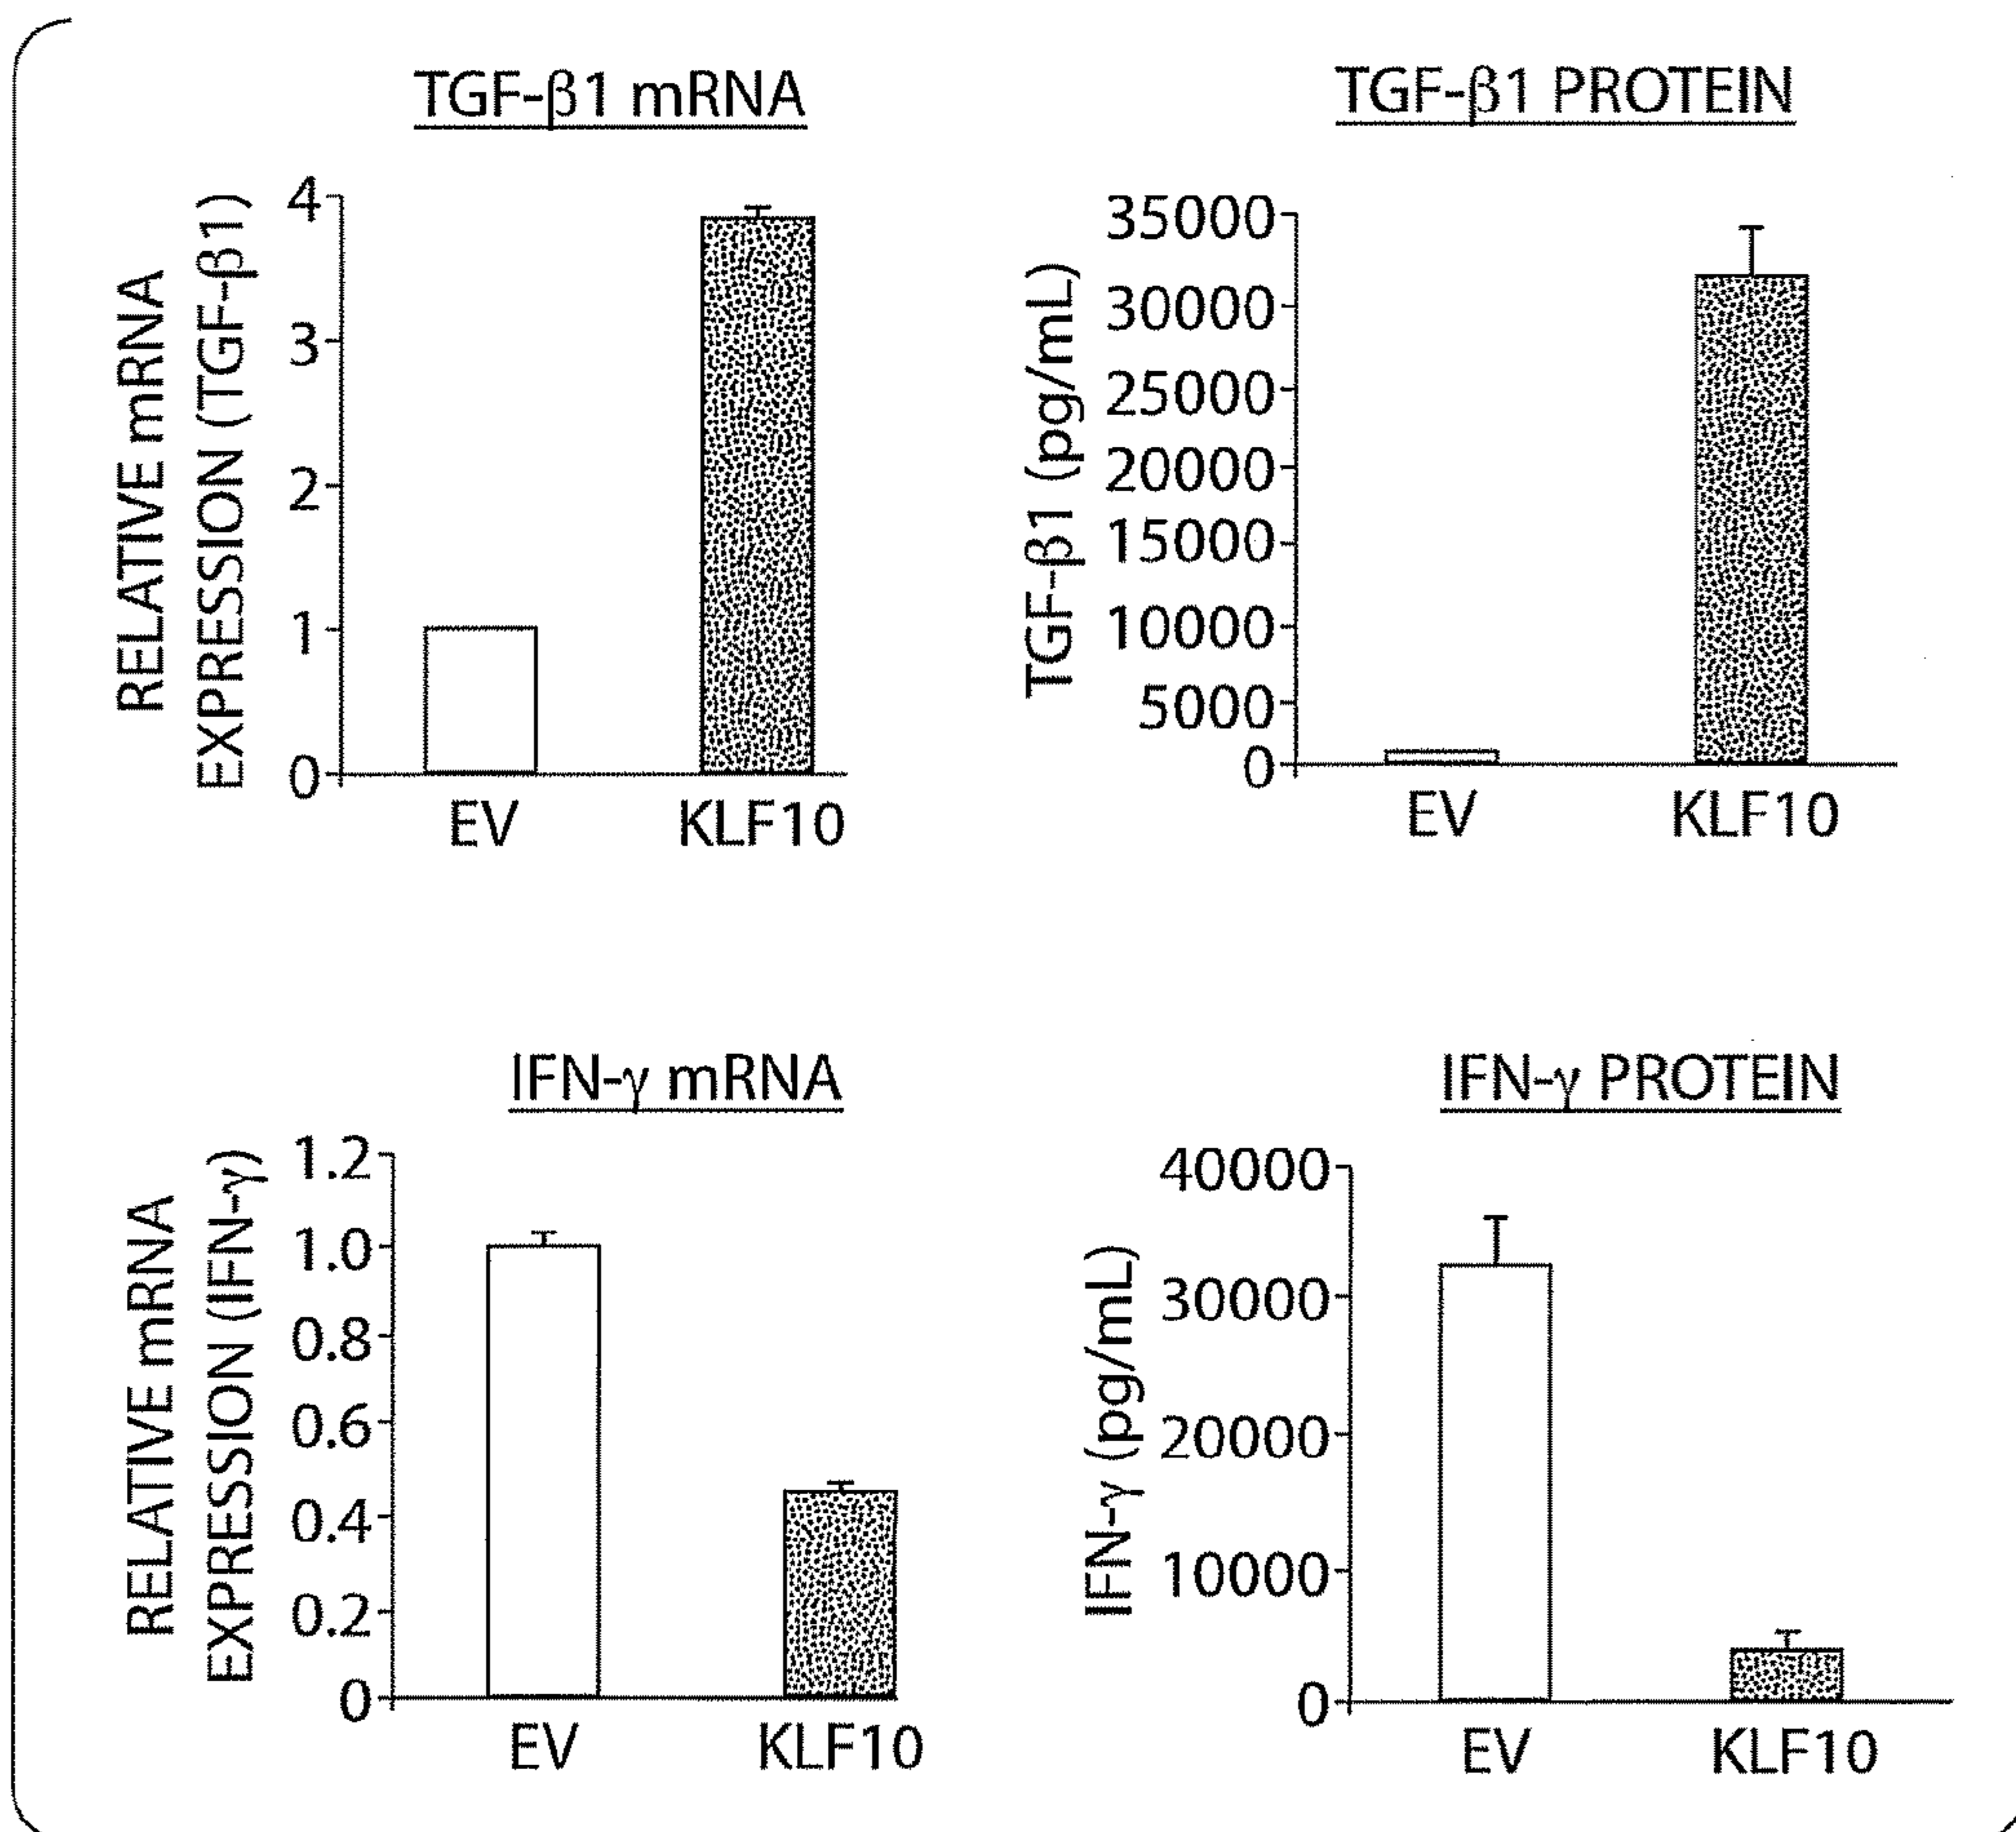 TGF-β1 mRNA
RELATIVE mRNA
EXPRESSION (TGF-β1)
4
3
2
1
0
EV KLF10
TGF-β1 PROTEIN
TGF-β1 (pg/mL)
35000
30000
25000
20000
15000
10000
5000
0
EV KLF10
IFN-γ mRNA
RELATIVE mRNA
EXPRESSION (IFN-γ)
1.2
1.0
0.8
0.6
0.4
0.2
0
EV KLF10
IFN-γ PROTEIN
IFN-γ (pg/mL)
40000
30000
20000
10000
0
EV KLF10